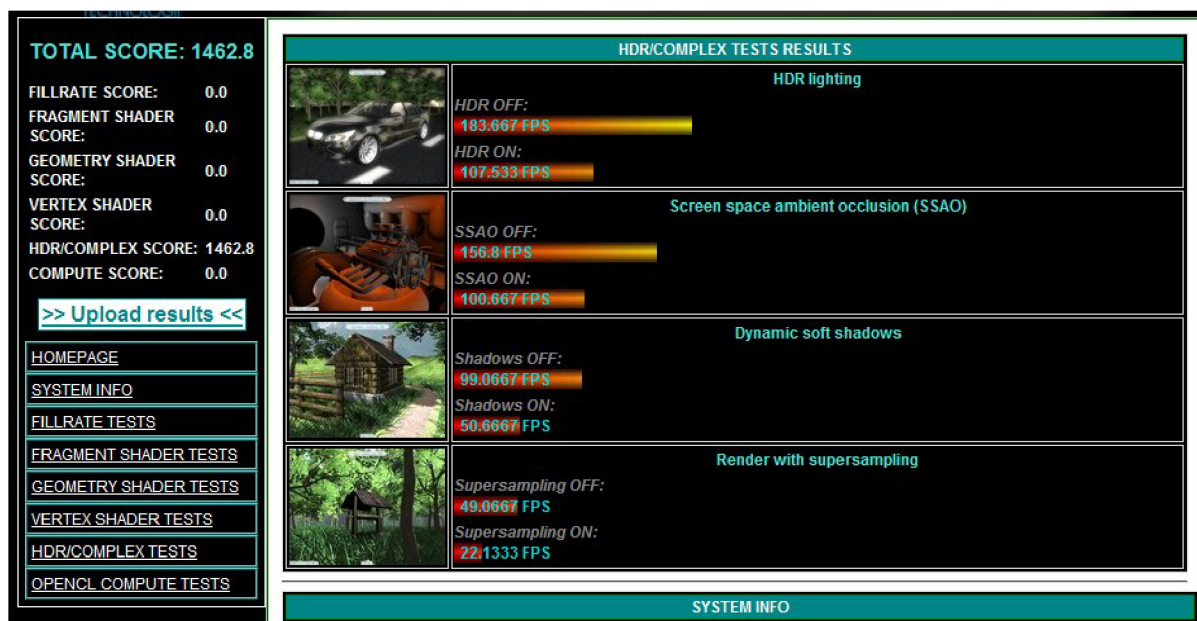 TOTAL SCORE: 1462.8
FILLRATE SCORE: 0.0
FRAGMENT SHADER
SCORE: 0.0
GEOMETRY SHADER
SCORE: 0.0
VERTEX SHADER
SCORE: 0.0
HDR/COMPLEX SCORE: 1462.8
COMPUTE SCORE: 0.0
>> Upload results <<
HOMEPAGE
SYSTEM INFO
FILLRATE TESTS
FRAGMENT SHADER TESTS
GEOMETRY SHADER TESTS
VERTEX SHADER TESTS
HDR/COMPLEX TESTS
OPENCL COMPUTE TESTS
HDR/COMPLEX TESTS RESULTS
HDR lighting
HDR OFF:
183.667 FPS
HDR ON:
107.533 FPS
Screen space ambient occlusion (SSAO)
SSAO OFF:
156.8 FPS
SSAO ON:
100.667 FPS
Dynamic soft shadows
Shadows OFF:
99.0667 FPS
Shadows ON:
50.6667 FPS
Render with supersampling
Supersampling OFF:
49.0667 FPS
Supersampling ON:
22.1333 FPS
SYSTEM INFO